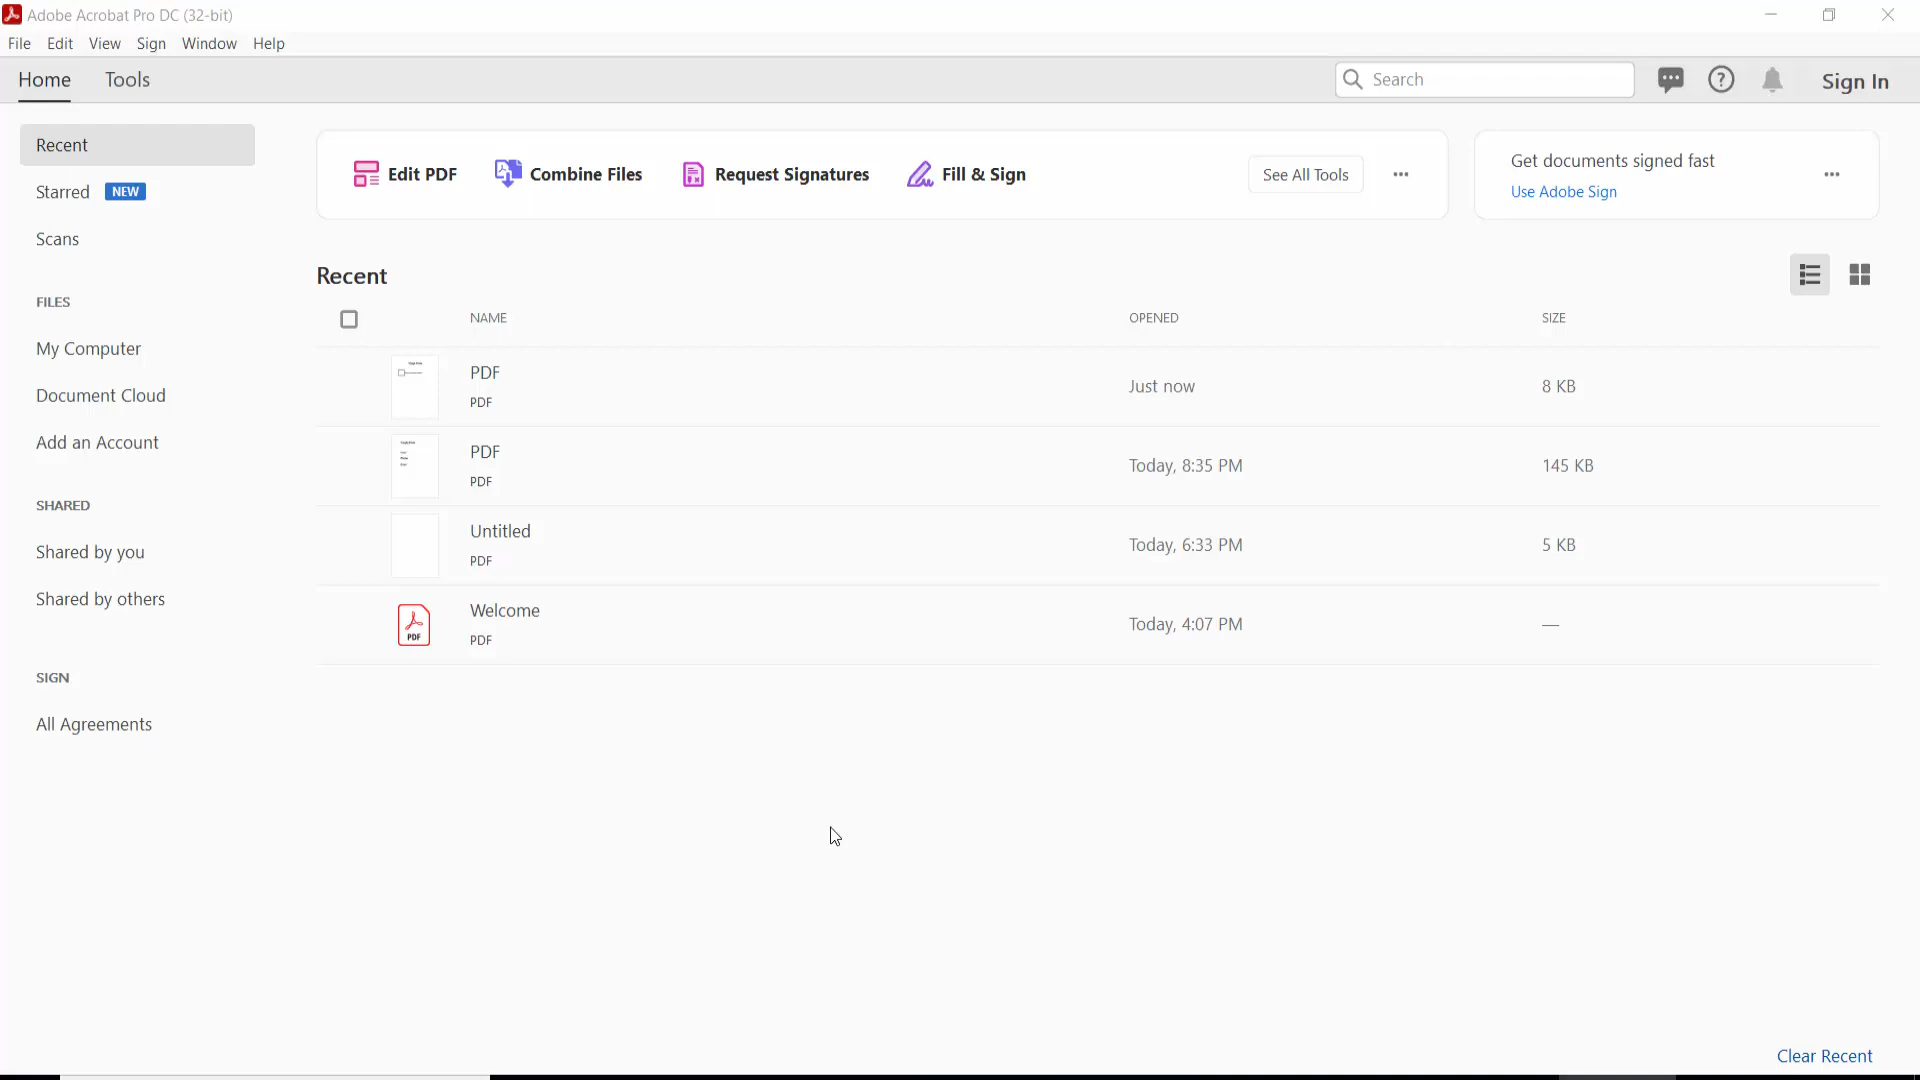 Adobe Acrobat Pro DC (32-bit)
File Edit View Sign Window Help
Home Tools Search Sign In
Recent
Starred NEW
Scans
FILES
My Computer
Document Cloud
Add an Account
SHARED
Shared by you
Shared by others
SIGN
All Agreements
Edit PDF Combine Files Request Signatures Fill & Sign See All Tools
Get documents signed fast
Use Adobe Sign
Recent
NAME OPENED SIZE
PDF
PDF
Just now 8 KB
PDF
PDF
Today, 8:35 PM 145 KB
Untitled
PDF
Today, 6:33 PM 5 KB
PDF
Welcome
PDF
Today, 4:07 PM —
Clear Recent